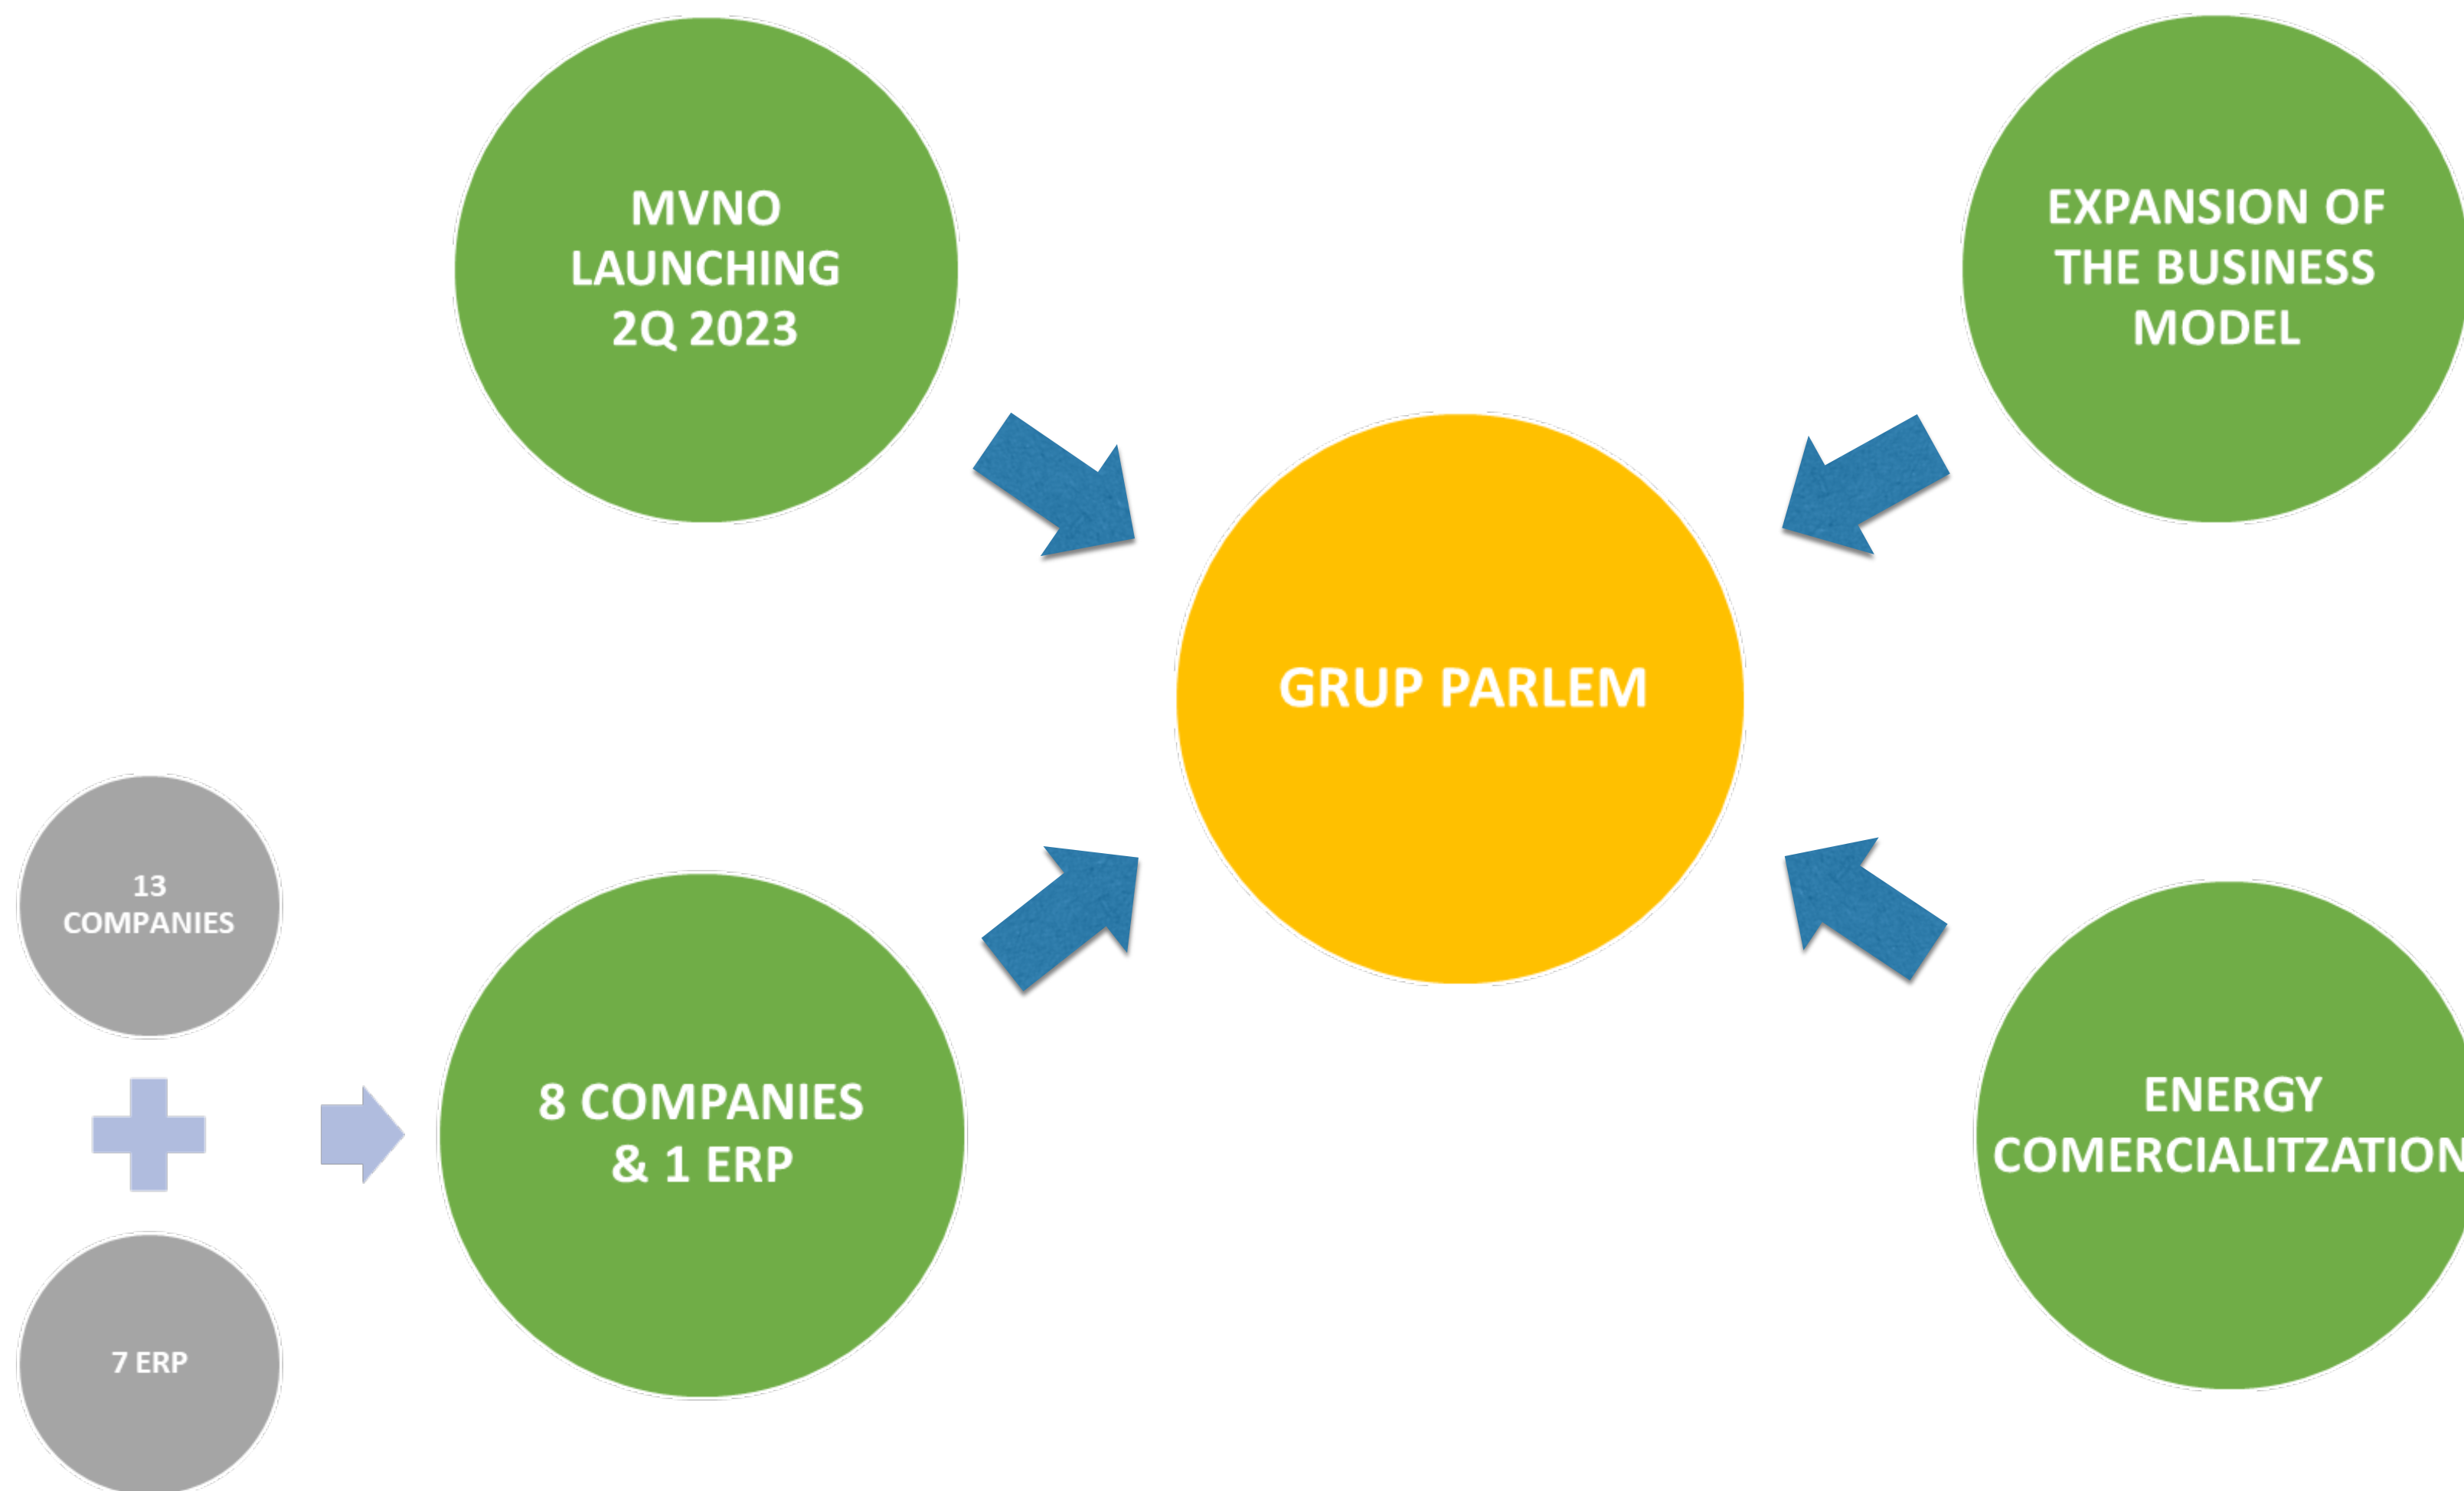 MVNO
LAUNCHING
2Q 2023
EXPANSION OF
THE BUSINESS
MODEL
GRUP PARLEM
13
COMPANIES
7 ERP
8 COMPANIES
& 1 ERP
ENERGY
COMERCIALITZATION